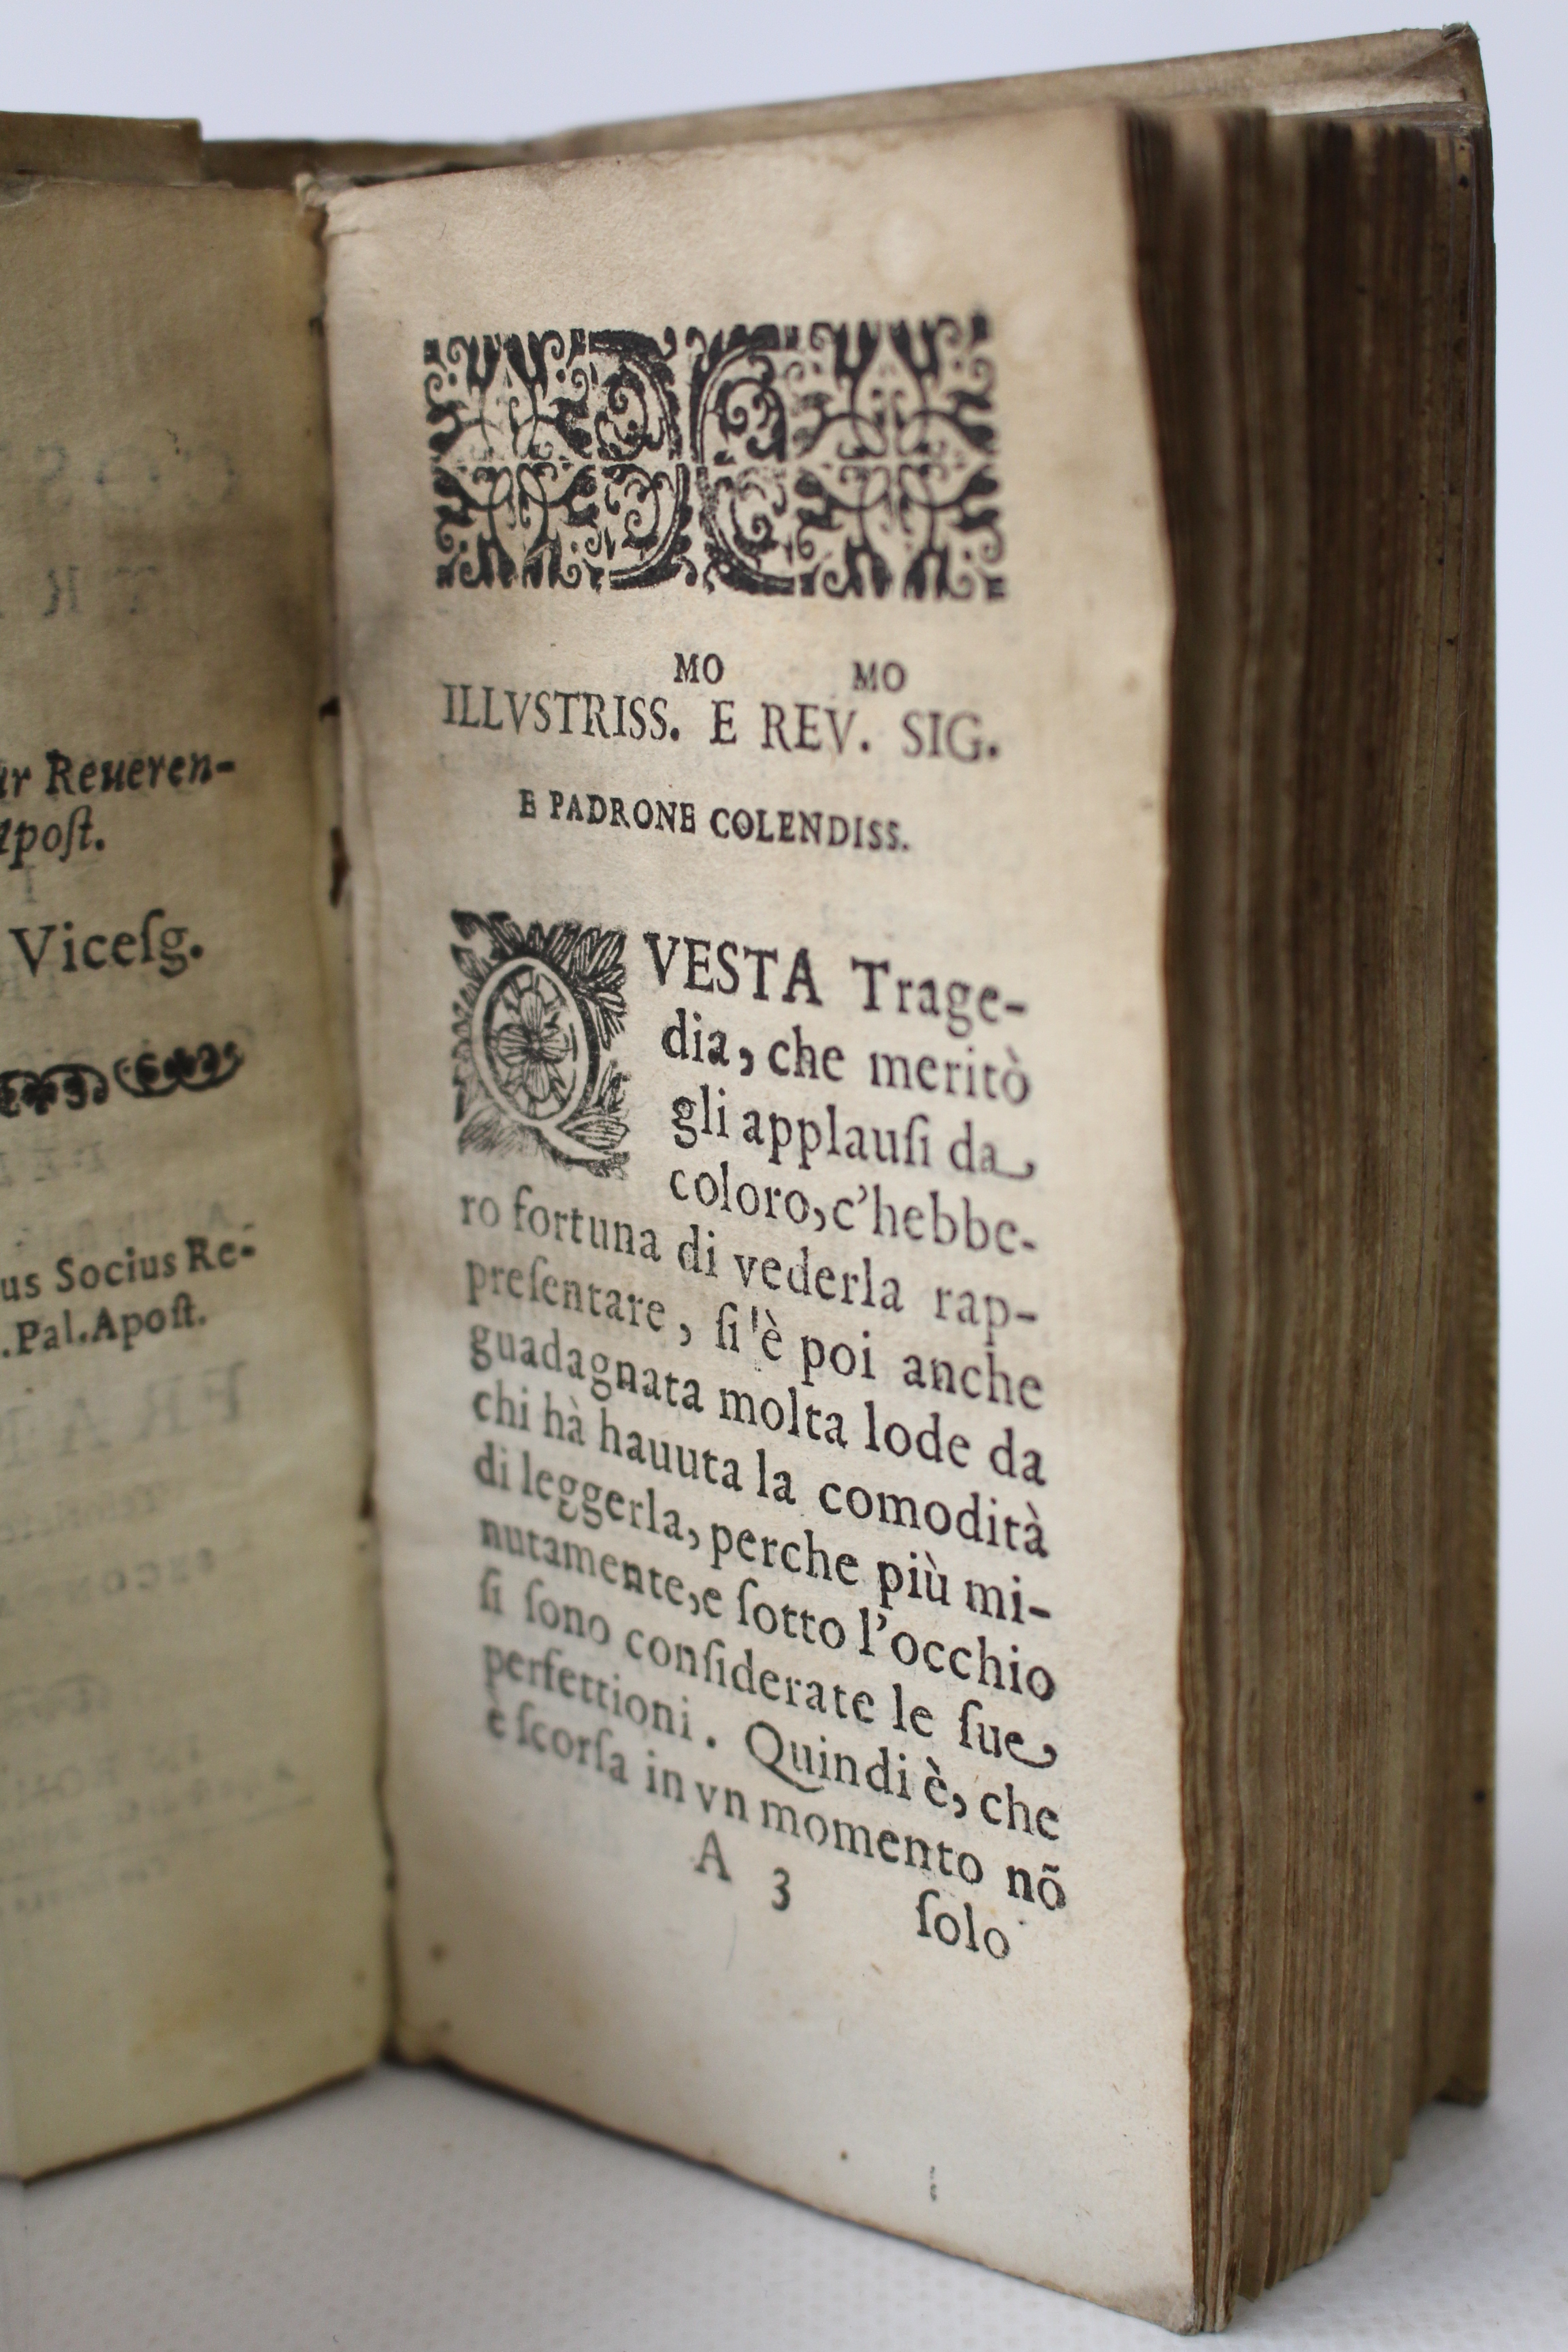 ur Reueren-
Apoſt.
Viceſg.
us Socius Re-
. Pal. Apoſt.
MO MO
ILLVSTRISS. E REV. SIG.
E PADRONE COLENDISS.
QVESTA Trage-
dia, che meritò
gli applauſi da
coloro, c'hebbe-
ro fortuna di vederla rap-
preſentare, ſi'è poi anche
guadagnata molta lode da
chi hà hauuta la comodità
di leggerla, perche più mi-
nutamente, e ſotto l'occhio
ſi ſono conſiderate le ſue
perfettioni. Quindi è, che
è ſcorſa in vn momento nõ
A 3 ſolo